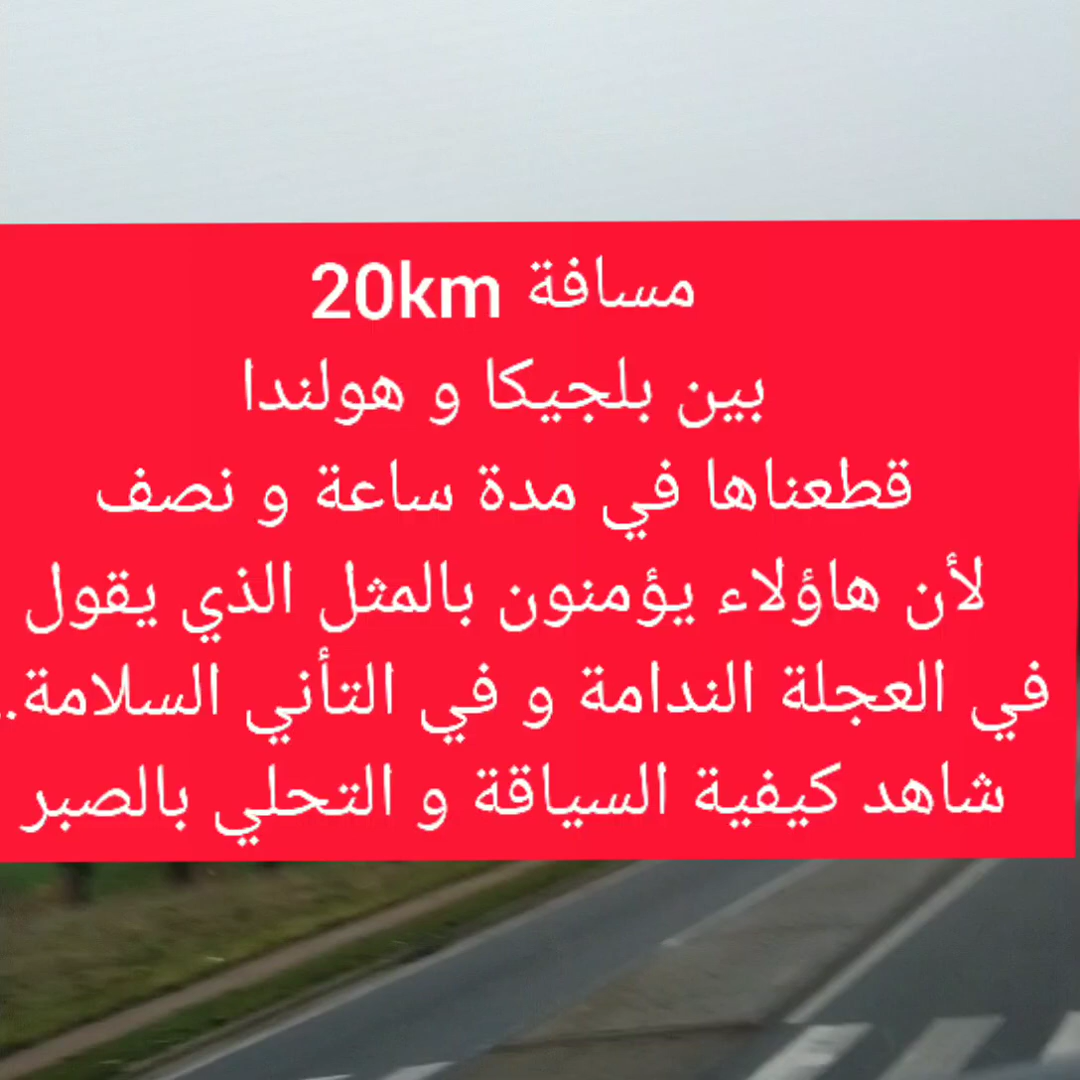 مسافة 20km
بين بلجيكا و هولندا
قطعناها في مدة ساعة و نصف
لأن هاؤلاء يؤمنون بالمثل الذي يقول
في العجلة الندامة و في التأني السلامة..
شاهد كيفية السياقة و التحلي بالصبر